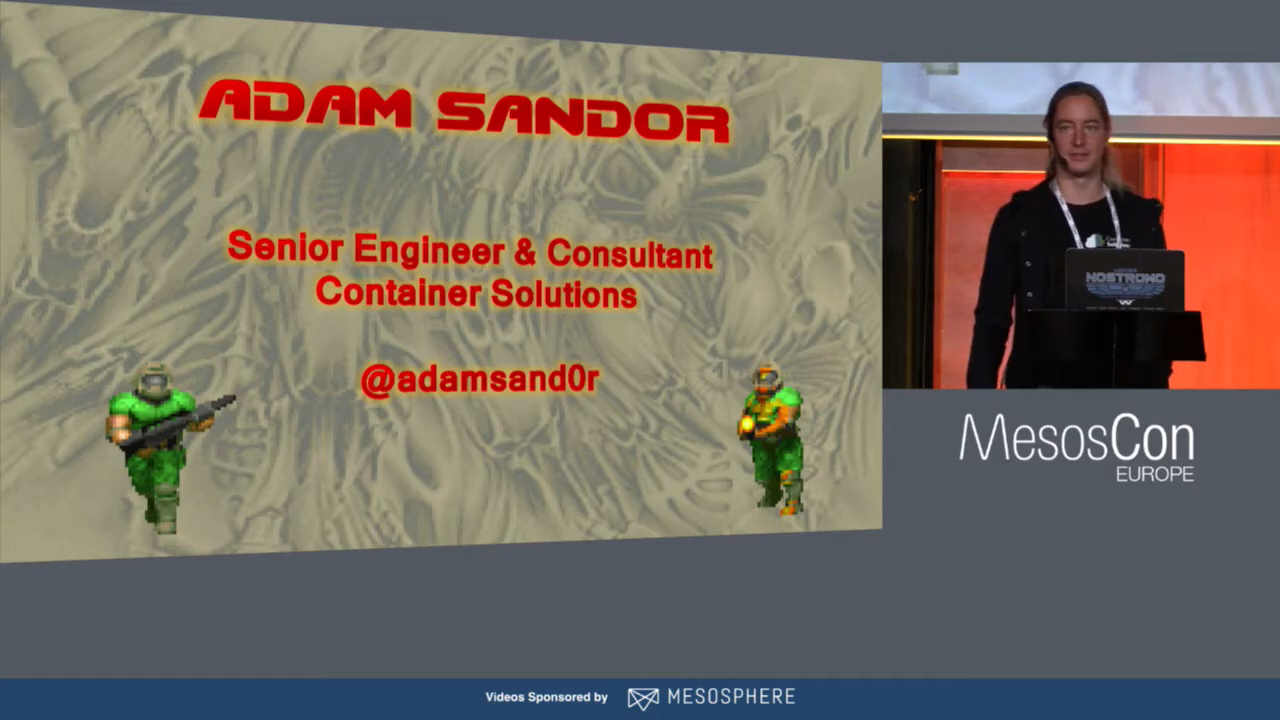 ADAM SANDOR
Senior Engineer & Consultant
Container Solutions
@adamsand0r
NOSTROMO
MesosCon
EUROPE
Videos Sponsored by MESOSPHERE